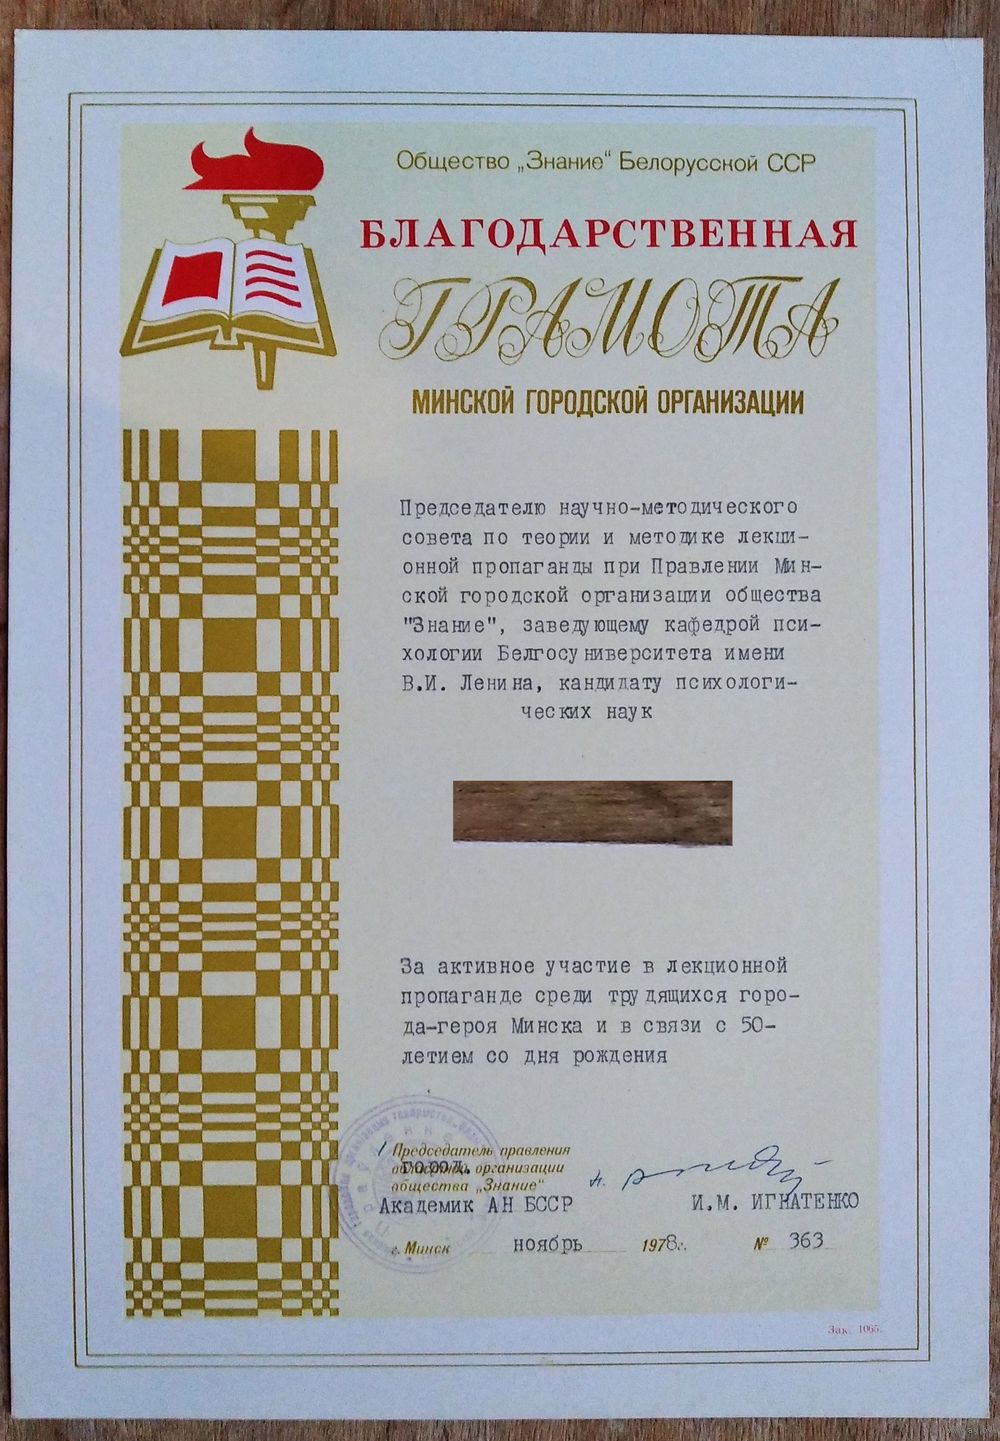 Общество „Знание“ Белорусской ССР
БЛАГОДАРСТВЕННАЯ
ГРАМОТА
МИНСКОЙ ГОРОДСКОЙ ОРГАНИЗАЦИИ
Председателю научно-методического
совета по теории и методике лекци-
онной пропаганды при Правлении Мин-
ской городской организации общества
"Знание", заведующему кафедрой пси-
хологии Белгосуниверситета имени
В.И. Ленина, кандидату психологи-
ческих наук
За активное участие в лекционной
пропаганде среди трудящихся горо-
да-героя Минска и в связи с 50-
летием со дня рождения
Председатель правления
город. организации
общества „Знание“
Академик АН БССР И.М. ИГНАТЕНКО
г. Минск ноябрь 1978г. № 363
Зак. 1065.